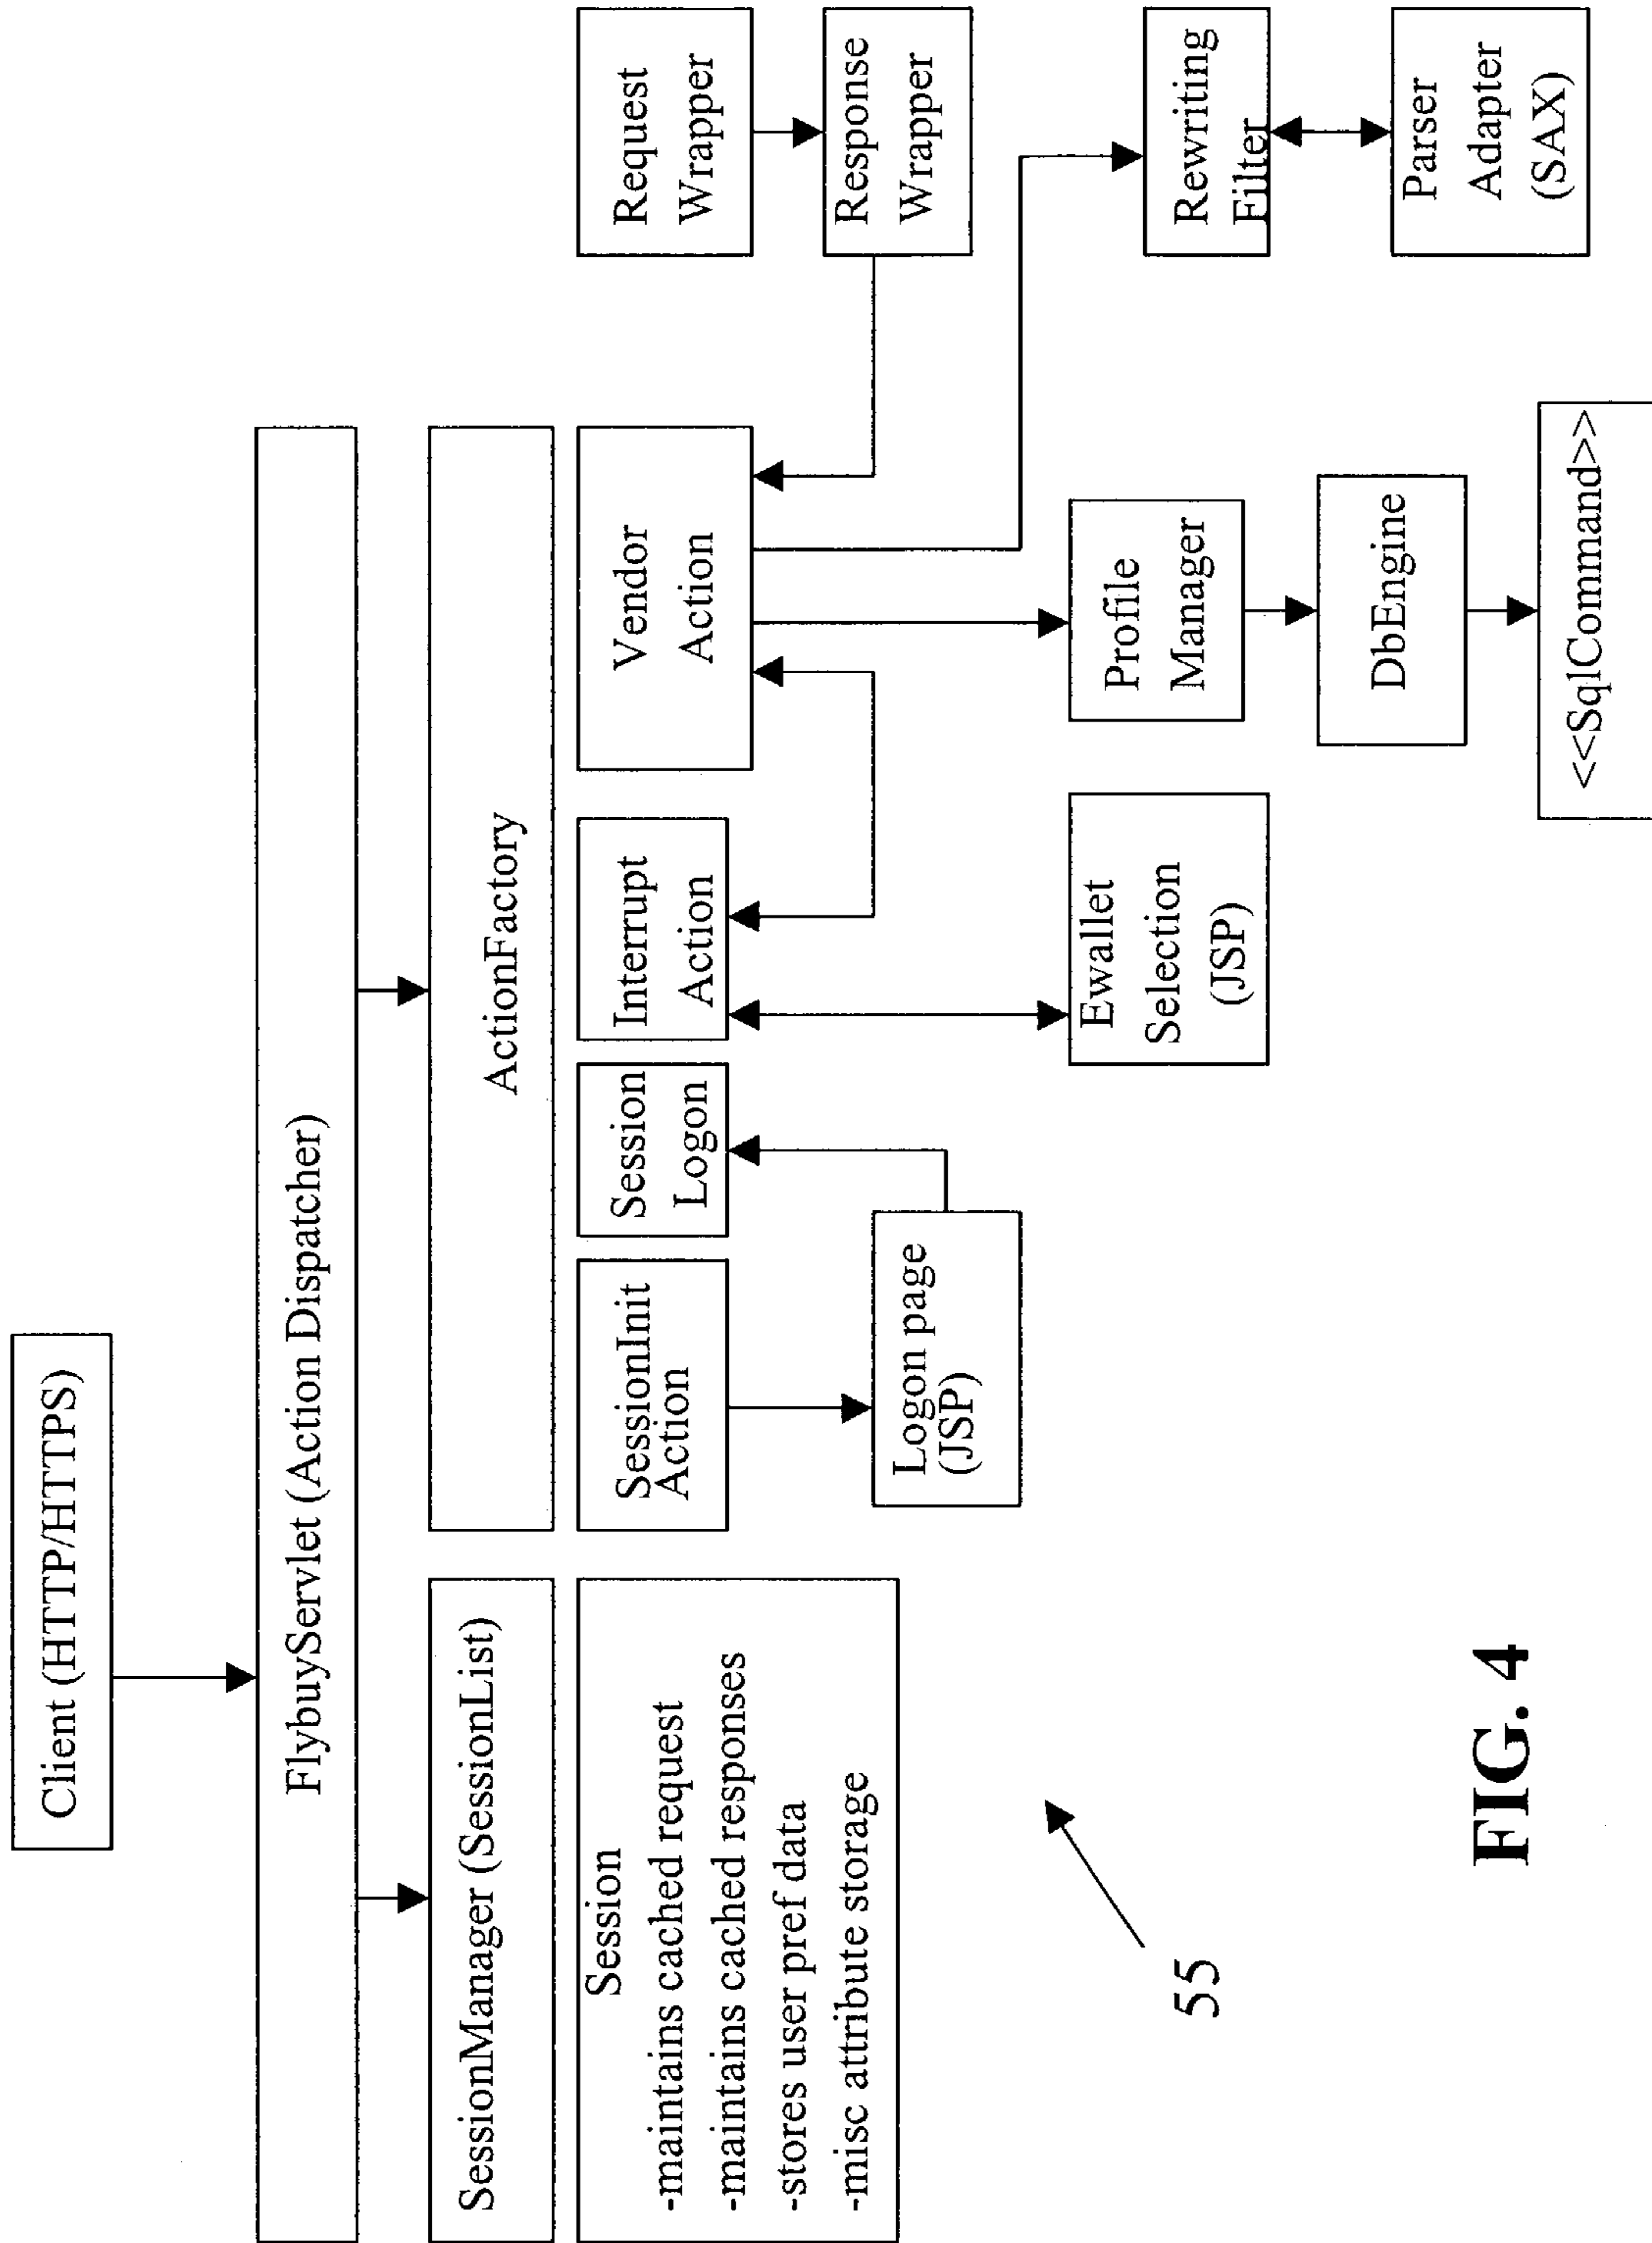 Client (HTTP/HTTPS)
FlybuyServlet (Action Dispatcher)
SessionManager (SessionList)
ActionFactory
Session
-maintains cached request
-maintains cached responses
-stores user pref data
-misc attribute storage
SessionInit
Action
Session
Logon
Interrupt
Action
Vendor
Action
Request
Wrapper
Response
Wrapper
Logon page
(JSP)
Ewallet
Selection
(JSP)
Profile
Manager
Rewriting
Filter
DbEngine
Parser
Adapter
(SAX)
<<SqlCommand>>
55
FIG. 4